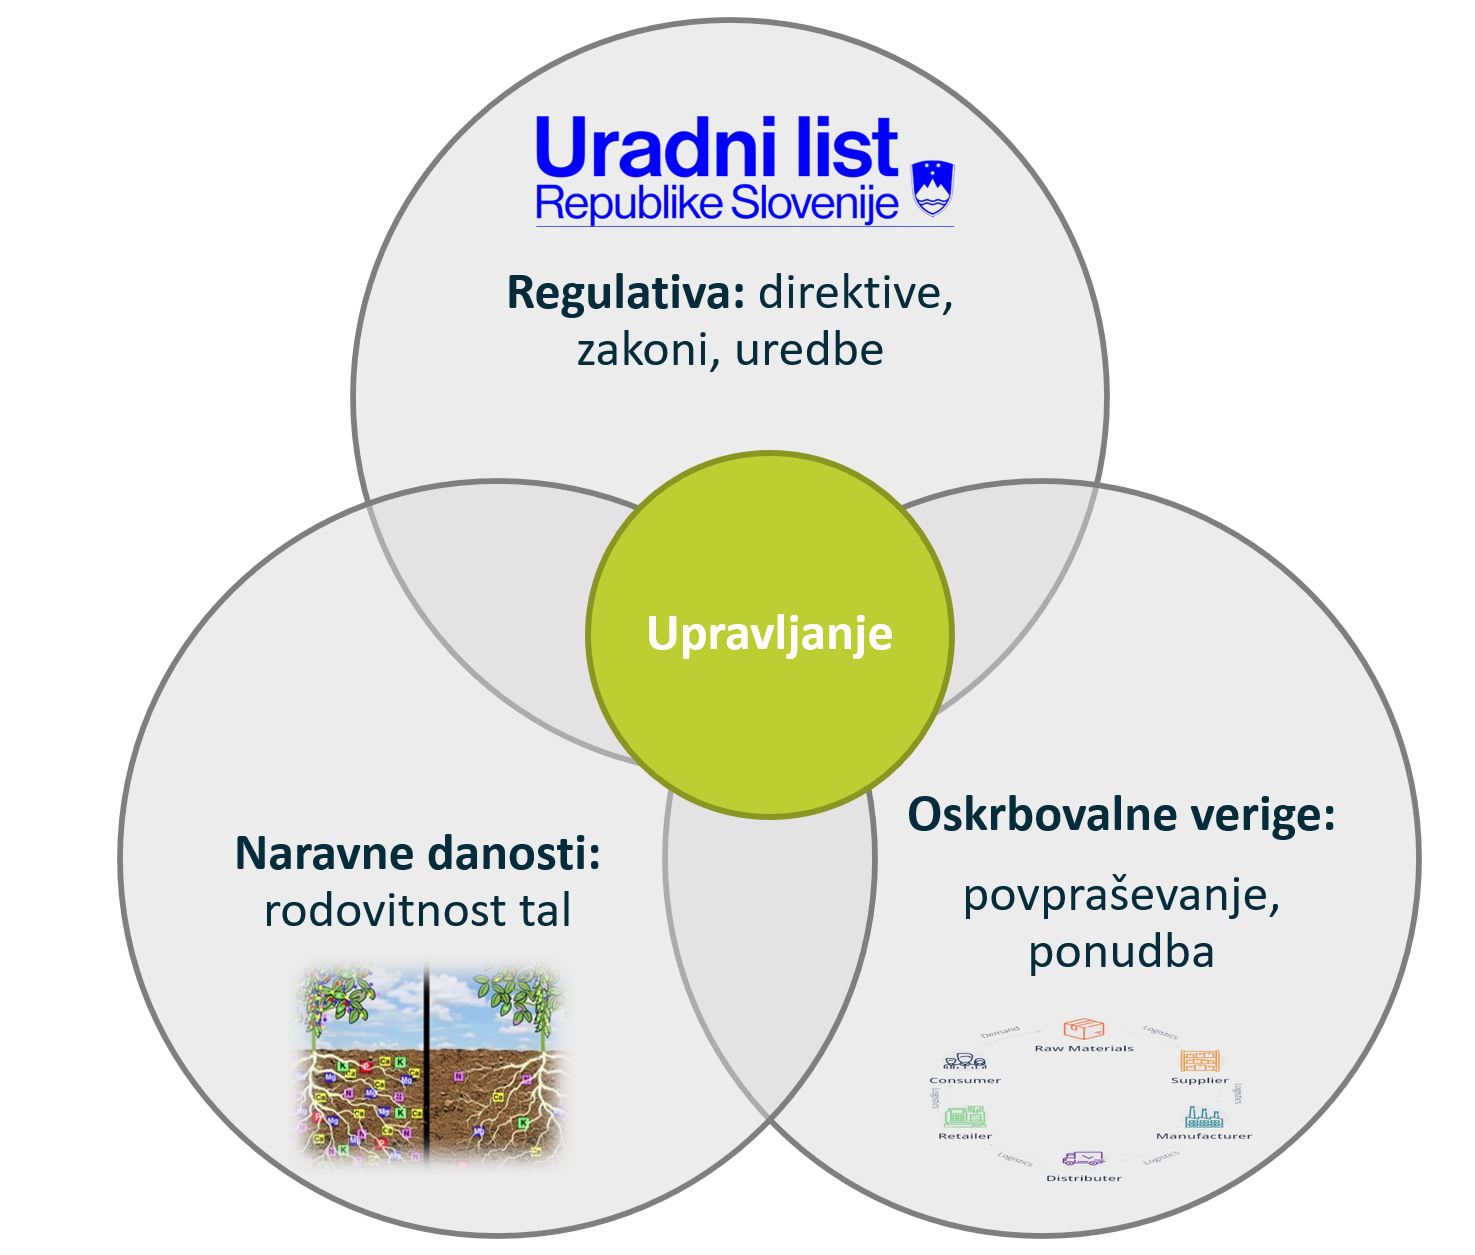 Uradni list
Republike Slovenije
Regulativa: direktive,
zakoni, uredbe
Upravljanje
Naravne danosti:
rodovitnost tal
Oskrbovalne verige:
povpraševanje,
ponudba
Demand
Raw Materials
Logistics
Consumer
Supplier
Logistics
Logistics
Retailer
Manufacturer
Logistics
Logistics
Distributer